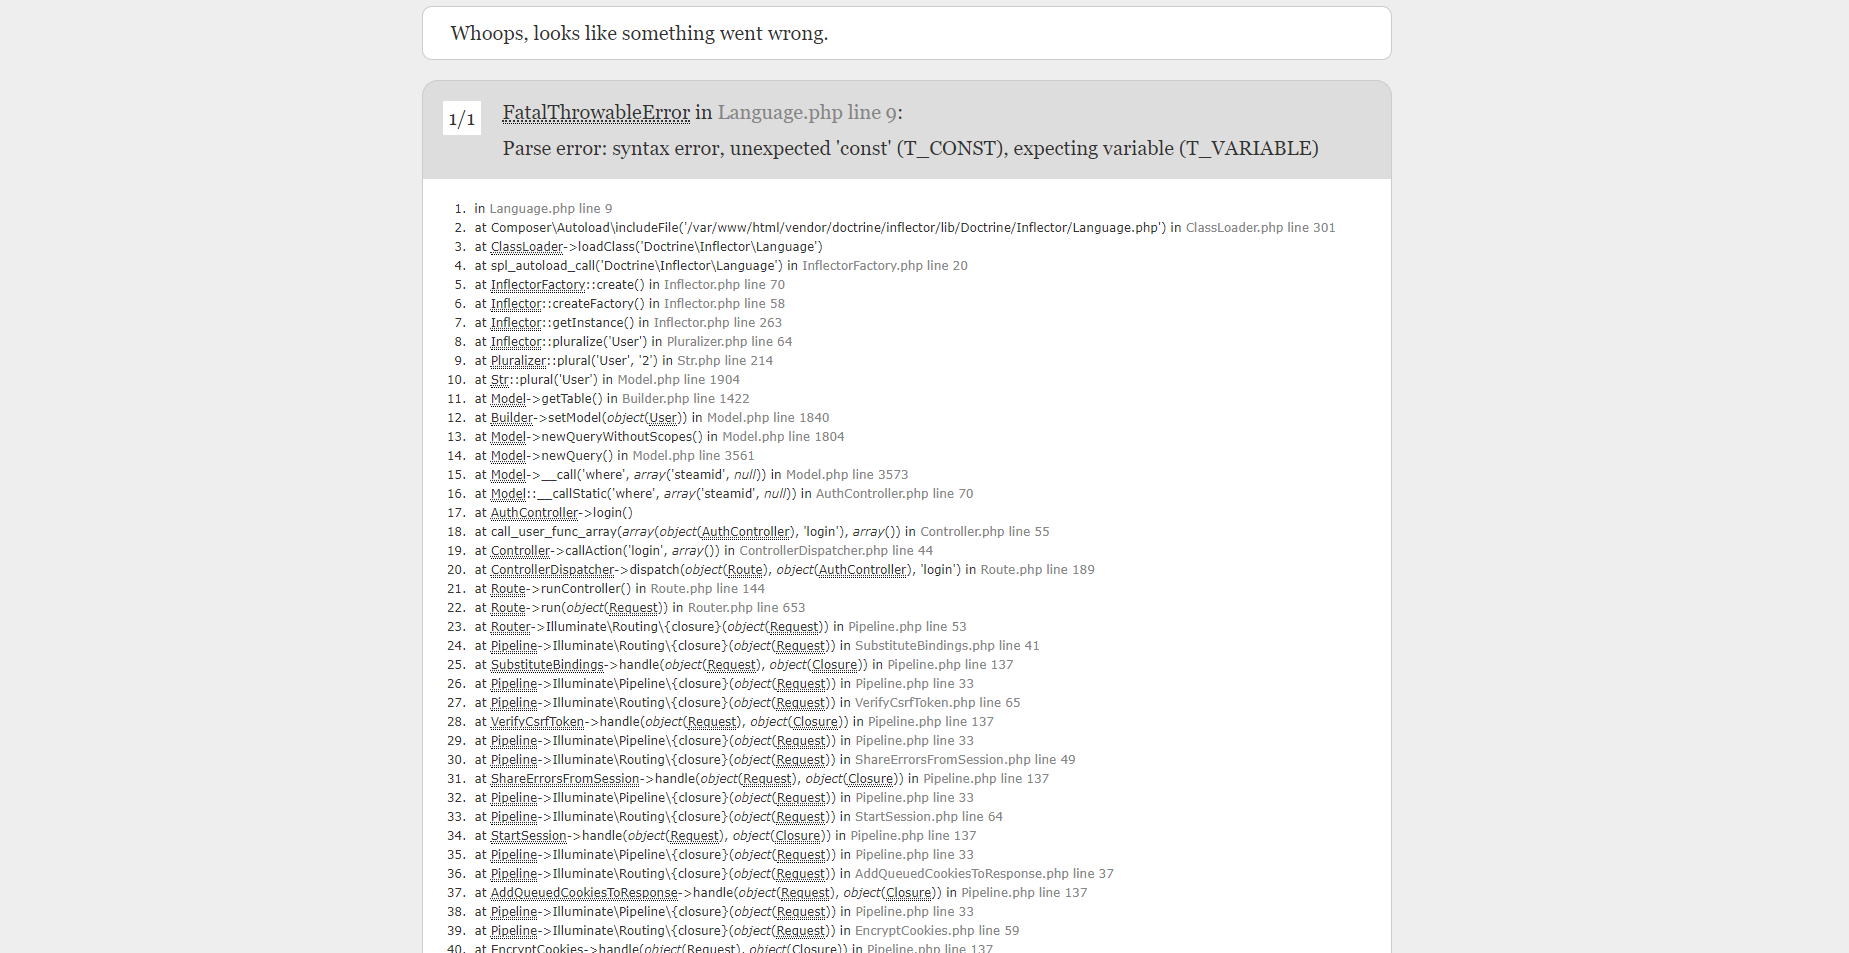 Whoops, looks like something went wrong.
1/1
FatalThrowableError in Language.php line 9:
Parse error: syntax error, unexpected 'const' (T_CONST), expecting variable (T_VARIABLE)
1. in Language.php line 9
2. at Composer\Autoload\includeFile('/var/www/html/vendor/doctrine/inflector/lib/Doctrine/Inflector/Language.php') in ClassLoader.php line 301
3. at ClassLoader->loadClass('Doctrine\Inflector\Language')
4. at spl_autoload_call('Doctrine\Inflector\Language') in InflectorFactory.php line 20
5. at InflectorFactory::create() in Inflector.php line 70
6. at Inflector::createFactory() in Inflector.php line 58
7. at Inflector::getInstance() in Inflector.php line 263
8. at Inflector::pluralize('User') in Pluralizer.php line 64
9. at Pluralizer::plural('User', '2') in Str.php line 214
10. at Str::plural('User') in Model.php line 1904
11. at Model->getTable() in Builder.php line 1422
12. at Builder->setModel(object(User)) in Model.php line 1840
13. at Model->newQueryWithoutScopes() in Model.php line 1804
14. at Model->newQuery() in Model.php line 3561
15. at Model->__call('where', array('steamid', null)) in Model.php line 3573
16. at Model::__callStatic('where', array('steamid', null)) in AuthController.php line 70
17. at AuthController->login()
18. at call_user_func_array(array(object(AuthController), 'login'), array()) in Controller.php line 55
19. at Controller->callAction('login', array()) in ControllerDispatcher.php line 44
20. at ControllerDispatcher->dispatch(object(Route), object(AuthController), 'login') in Route.php line 189
21. at Route->runController() in Route.php line 144
22. at Route->run(object(Request)) in Router.php line 653
23. at Router->Illuminate\Routing\{closure}(object(Request)) in Pipeline.php line 53
24. at Pipeline->Illuminate\Routing\{closure}(object(Request)) in SubstituteBindings.php line 41
25. at SubstituteBindings->handle(object(Request), object(Closure)) in Pipeline.php line 137
26. at Pipeline->Illuminate\Pipeline\{closure}(object(Request)) in Pipeline.php line 33
27. at Pipeline->Illuminate\Routing\{closure}(object(Request)) in VerifyCsrfToken.php line 65
28. at VerifyCsrfToken->handle(object(Request), object(Closure)) in Pipeline.php line 137
29. at Pipeline->Illuminate\Pipeline\{closure}(object(Request)) in Pipeline.php line 33
30. at Pipeline->Illuminate\Routing\{closure}(object(Request)) in ShareErrorsFromSession.php line 49
31. at ShareErrorsFromSession->handle(object(Request), object(Closure)) in Pipeline.php line 137
32. at Pipeline->Illuminate\Pipeline\{closure}(object(Request)) in Pipeline.php line 33
33. at Pipeline->Illuminate\Routing\{closure}(object(Request)) in StartSession.php line 64
34. at StartSession->handle(object(Request), object(Closure)) in Pipeline.php line 137
35. at Pipeline->Illuminate\Pipeline\{closure}(object(Request)) in Pipeline.php line 33
36. at Pipeline->Illuminate\Routing\{closure}(object(Request)) in AddQueuedCookiesToResponse.php line 37
37. at AddQueuedCookiesToResponse->handle(object(Request), object(Closure)) in Pipeline.php line 137
38. at Pipeline->Illuminate\Pipeline\{closure}(object(Request)) in Pipeline.php line 33
39. at Pipeline->Illuminate\Routing\{closure}(object(Request)) in EncryptCookies.php line 59
40. at EncryptCookies->handle(object(Request), object(Closure)) in Pipeline.php line 137